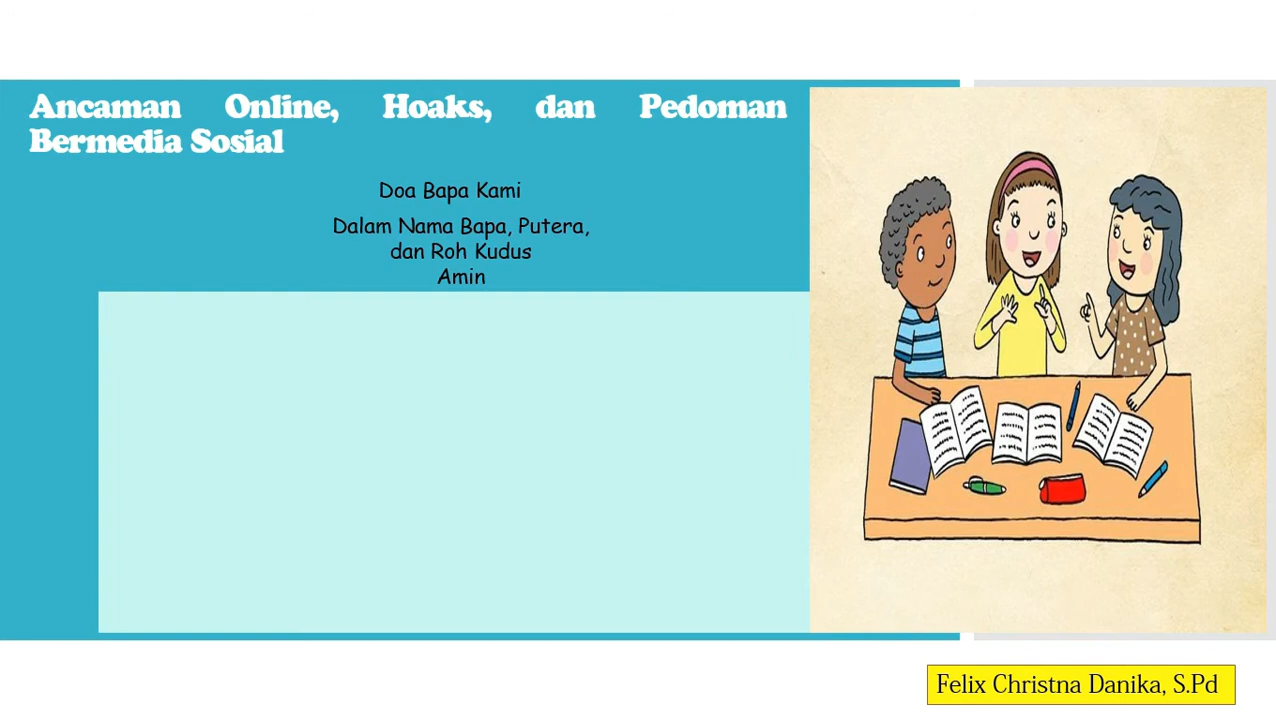 Ancaman Online, Hoaks, dan Pedoman
Bermedia Sosial
Doa Bapa Kami
Dalam Nama Bapa, Putera,
dan Roh Kudus
Amin
Felix Christna Danika, S.Pd